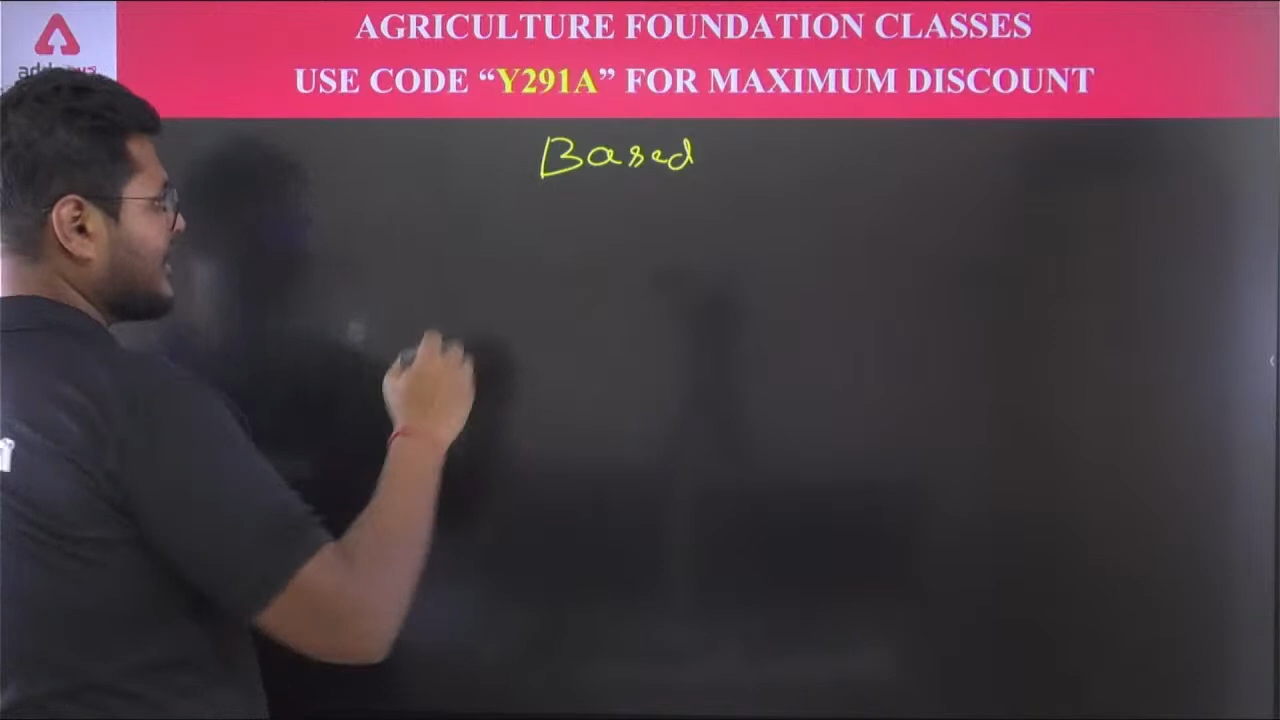 AGRICULTURE FOUNDATION CLASSES
USE CODE “Y291A” FOR MAXIMUM DISCOUNT
Based